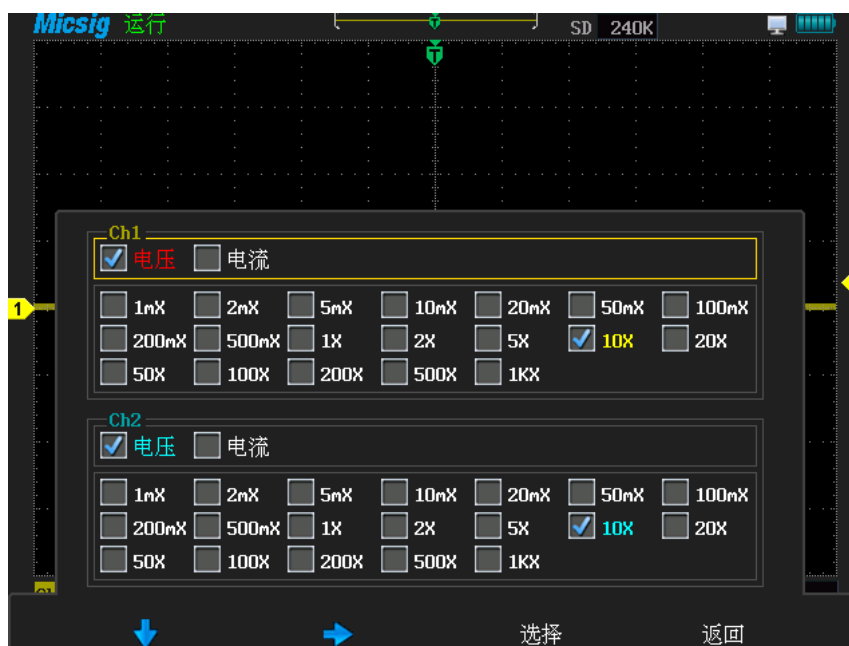 Micsig 运行 SD 240K
T
Ch1
电压 电流
1
1mX 2mX 5mX 10mX 20mX 50mX 100mX
200mX 500mX 1X 2X 5X 10X 20X
50X 100X 200X 500X 1KX
Ch2
电压 电流
1mX 2mX 5mX 10mX 20mX 50mX 100mX
200mX 500mX 1X 2X 5X 10X 20X
50X 100X 200X 500X 1KX
选择 返回